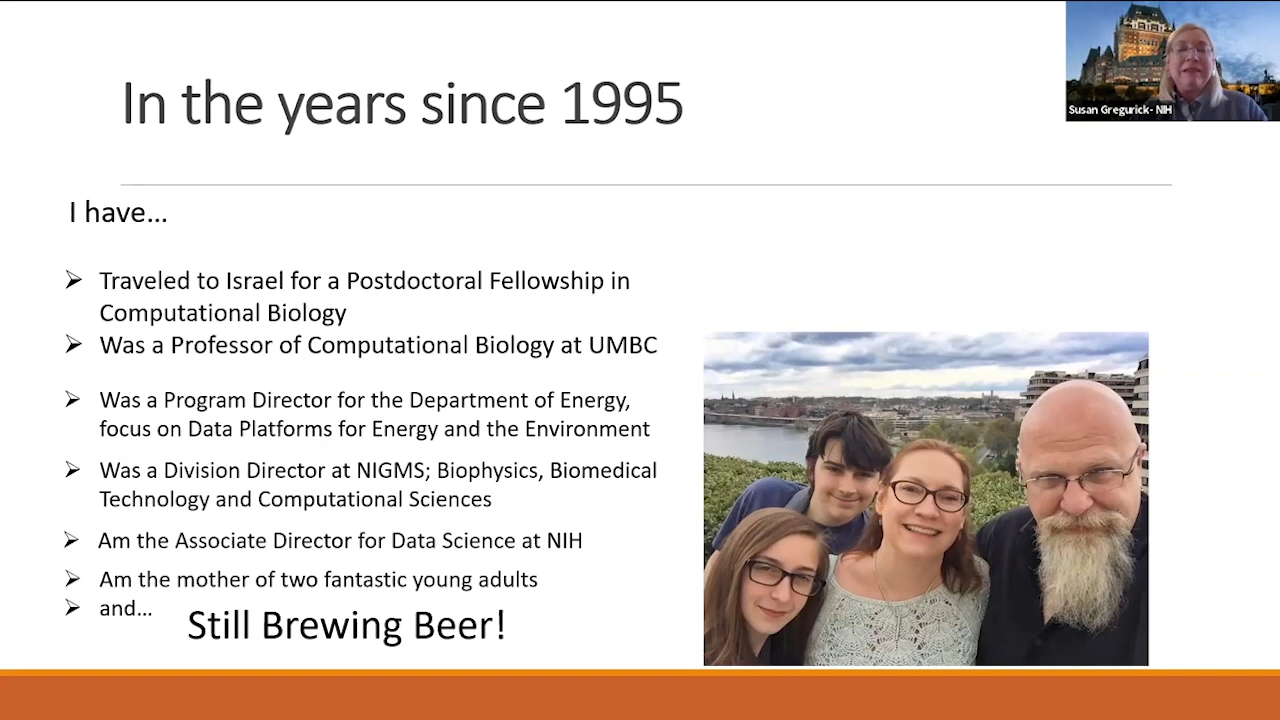 In the years since 1995
Susan Gregurick- NIH
I have...
Traveled to Israel for a Postdoctoral Fellowship in
Computational Biology
Was a Professor of Computational Biology at UMBC
Was a Program Director for the Department of Energy,
focus on Data Platforms for Energy and the Environment
Was a Division Director at NIGMS; Biophysics, Biomedical
Technology and Computational Sciences
Am the Associate Director for Data Science at NIH
Am the mother of two fantastic young adults
and...
Still Brewing Beer!